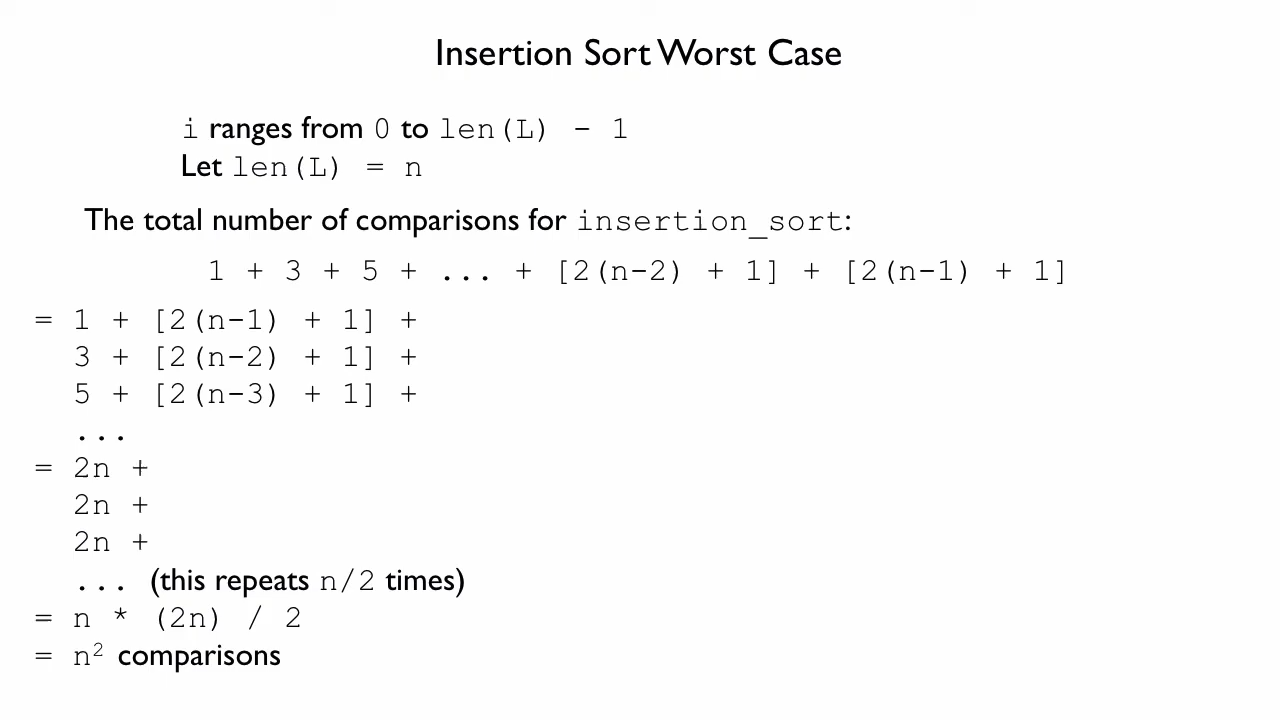 Insertion Sort Worst Case
i ranges from 0 to len(L) - 1
Let len(L) = n
The total number of comparisons for insertion_sort:
1 + 3 + 5 + ... + [2(n-2) + 1] + [2(n-1) + 1]
= 1 + [2(n-1) + 1] +
3 + [2(n-2) + 1] +
5 + [2(n-3) + 1] +
...
= 2n +
2n +
2n +
... (this repeats n/2 times)
= n * (2n) / 2
= n² comparisons